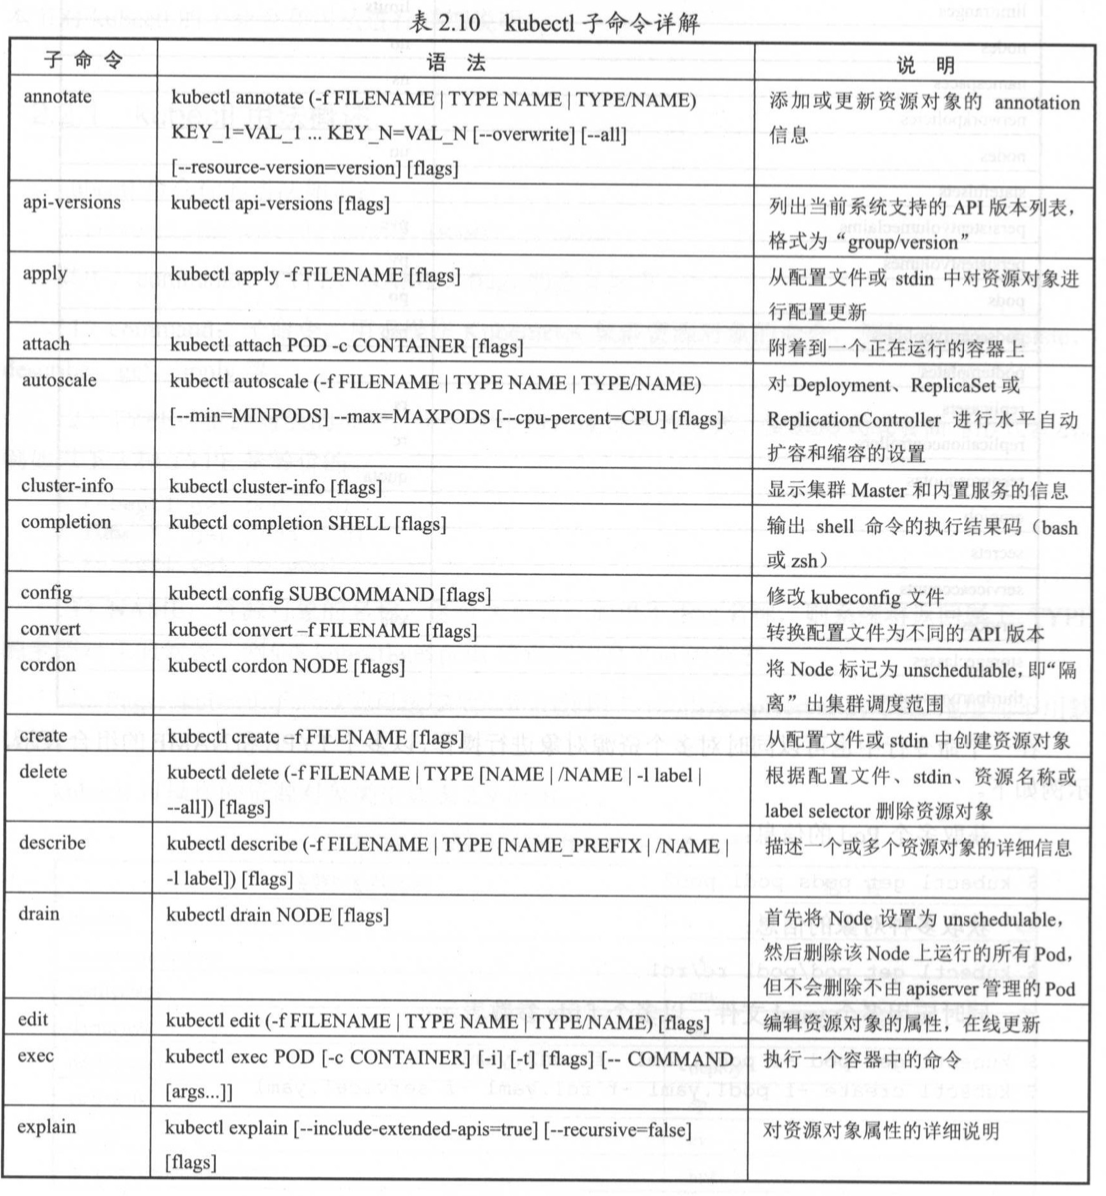 表 2.10 kubectl 子命令详解
子 命 令 语 法 说 明
annotate kubectl annotate (-f FILENAME | TYPE NAME | TYPE/NAME) 添加或更新资源对象的 annotation
KEY_1=VAL_1 ... KEY_N=VAL_N [--overwrite] [--all] 信息
[--resource-version=version] [flags]
api-versions kubectl api-versions [flags] 列出当前系统支持的 API 版本列表，
格式为“group/version”
apply kubectl apply -f FILENAME [flags] 从配置文件或 stdin 中对资源对象进
行配置更新
attach kubectl attach POD -c CONTAINER [flags] 附着到一个正在运行的容器上
autoscale kubectl autoscale (-f FILENAME | TYPE NAME | TYPE/NAME) 对 Deployment、ReplicaSet 或
[--min=MINPODS] --max=MAXPODS [--cpu-percent=CPU] [flags] ReplicationController 进行水平自动
扩容和缩容的设置
cluster-info kubectl cluster-info [flags] 显示集群 Master 和内置服务的信息
completion kubectl completion SHELL [flags] 输出 shell 命令的执行结果码（bash
或 zsh）
config kubectl config SUBCOMMAND [flags] 修改 kubeconfig 文件
convert kubectl convert –f FILENAME [flags] 转换配置文件为不同的 API 版本
cordon kubectl cordon NODE [flags] 将 Node 标记为 unschedulable，即“隔
离”出集群调度范围
create kubectl create –f FILENAME [flags] 从配置文件或 stdin 中创建资源对象
delete kubectl delete (-f FILENAME | TYPE [NAME | /NAME | -l label | 根据配置文件、stdin、资源名称或
--all]) [flags] label selector 删除资源对象
describe kubectl describe (-f FILENAME | TYPE [NAME_PREFIX | /NAME | 描述一个或多个资源对象的详细信息
-l label]) [flags]
drain kubectl drain NODE [flags] 首先将 Node 设置为 unschedulable，
然后删除该 Node 上运行的所有 Pod，
但不会删除不由 apiserver 管理的 Pod
edit kubectl edit (-f FILENAME | TYPE NAME | TYPE/NAME) [flags] 编辑资源对象的属性，在线更新
exec kubectl exec POD [-c CONTAINER] [-i] [-t] [flags] [-- COMMAND 执行一个容器中的命令
[args...]]
explain kubectl explain [--include-extended-apis=true] [--recursive=false] 对资源对象属性的详细说明
[flags]